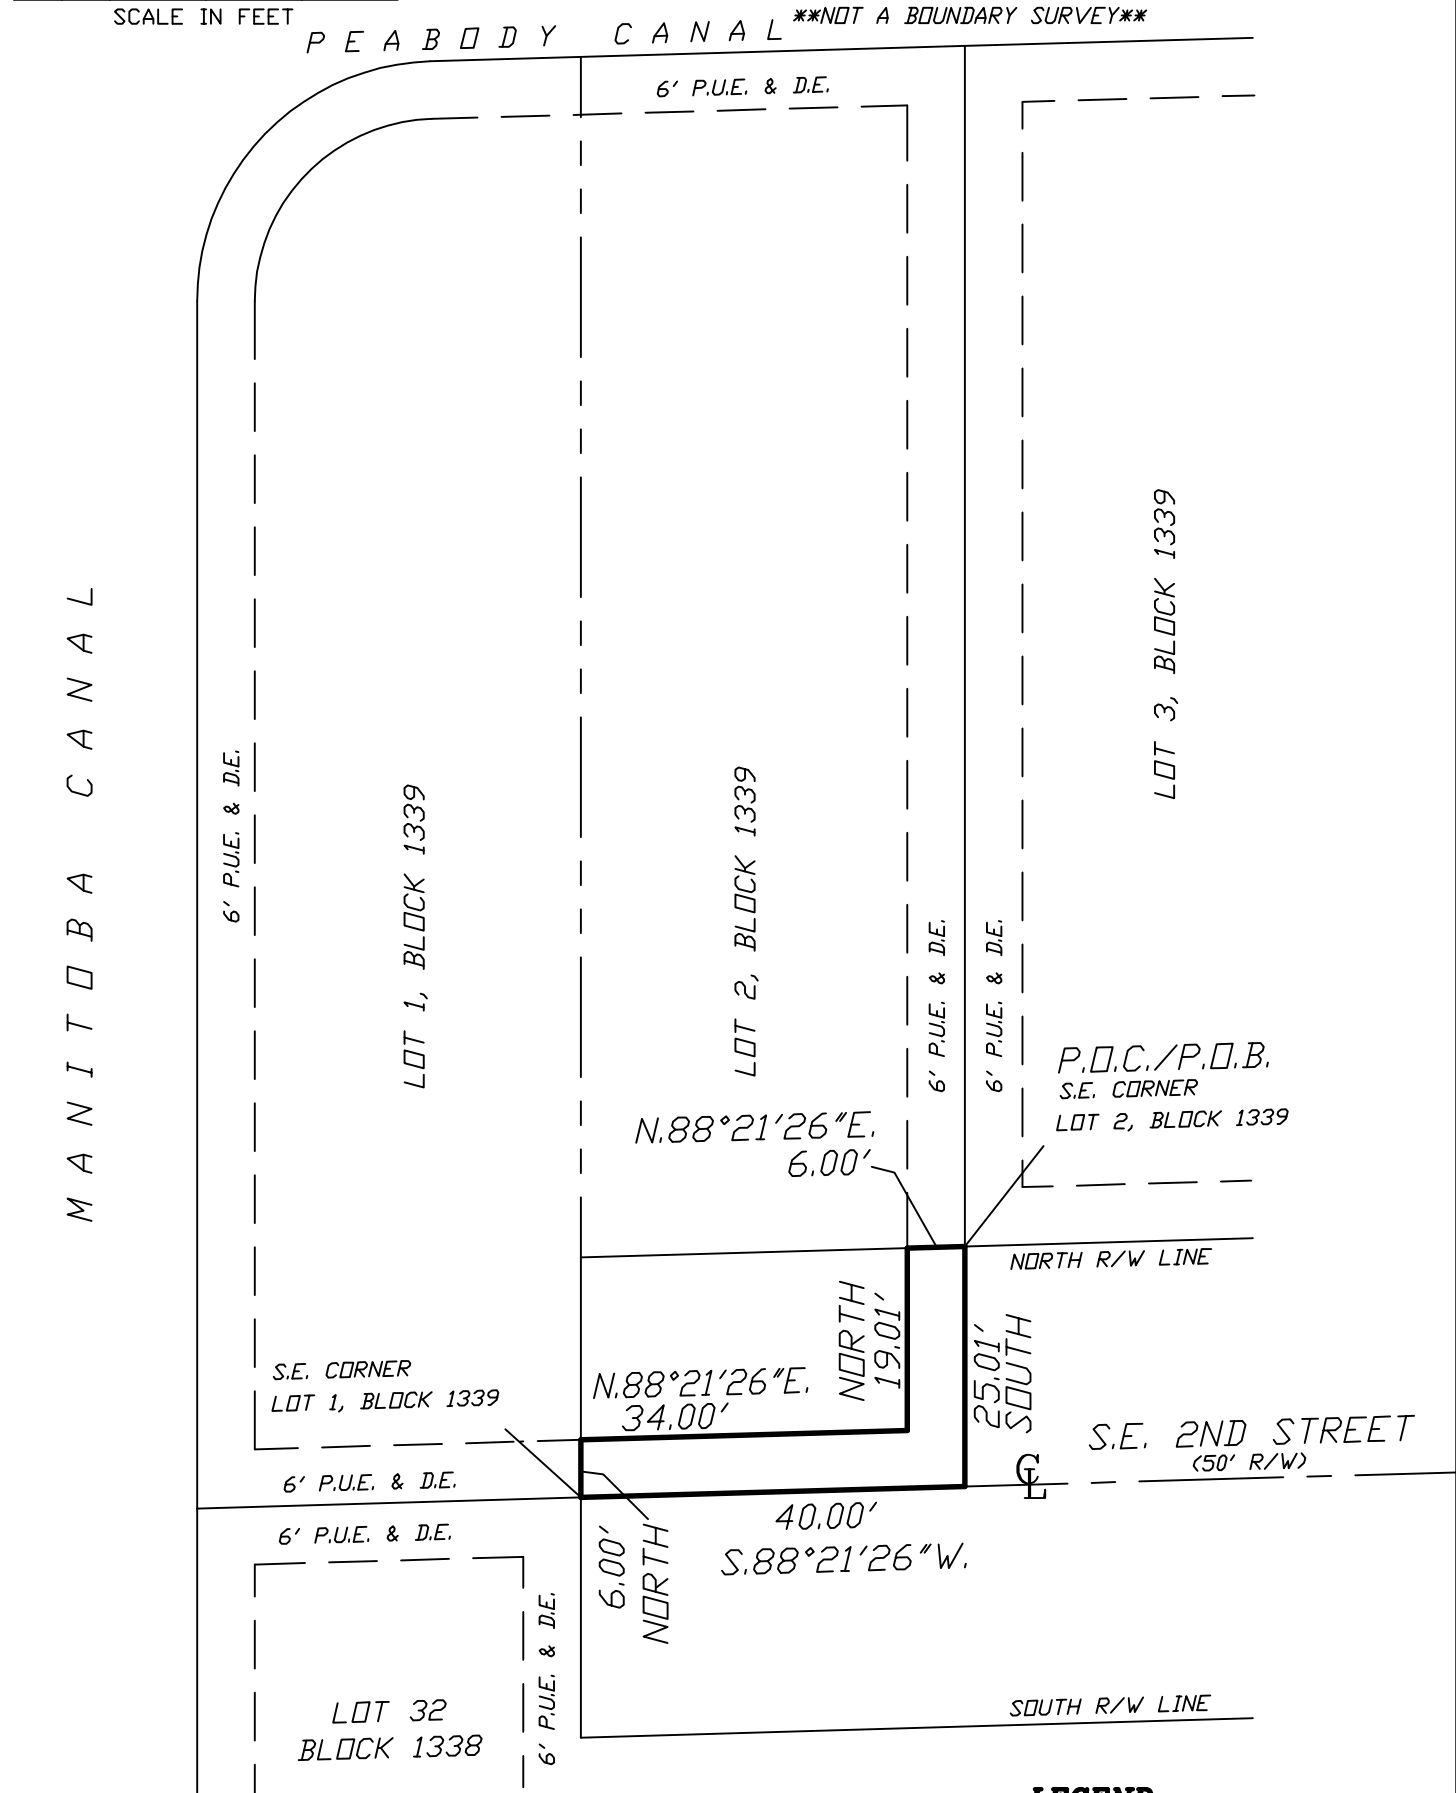 SCALE IN FEET
**NOT A BOUNDARY SURVEY**
PEABODY CANAL
6' P.U.E. & D.E.
MANITOBA CANAL
6' P.U.E. & D.E.
LOT 1, BLOCK 1339
LOT 2, BLOCK 1339
LOT 3, BLOCK 1339
6' P.U.E. & D.E.
6' P.U.E. & D.E.
P.O.C./P.O.B.
S.E. CORNER
LOT 2, BLOCK 1339
N.88°21'26"E.
6.00'
NORTH R/W LINE
NORTH
19.01'
25.01'
SOUTH
S.E. CORNER
LOT 1, BLOCK 1339
N.88°21'26"E.
34.00'
S.E. 2ND STREET
(50' R/W)
CL
6' P.U.E. & D.E.
40.00'
S.88°21'26"W.
6' P.U.E. & D.E.
6.00'
NORTH
6' P.U.E. & D.E.
LOT 32
BLOCK 1338
SOUTH R/W LINE
LEGEND